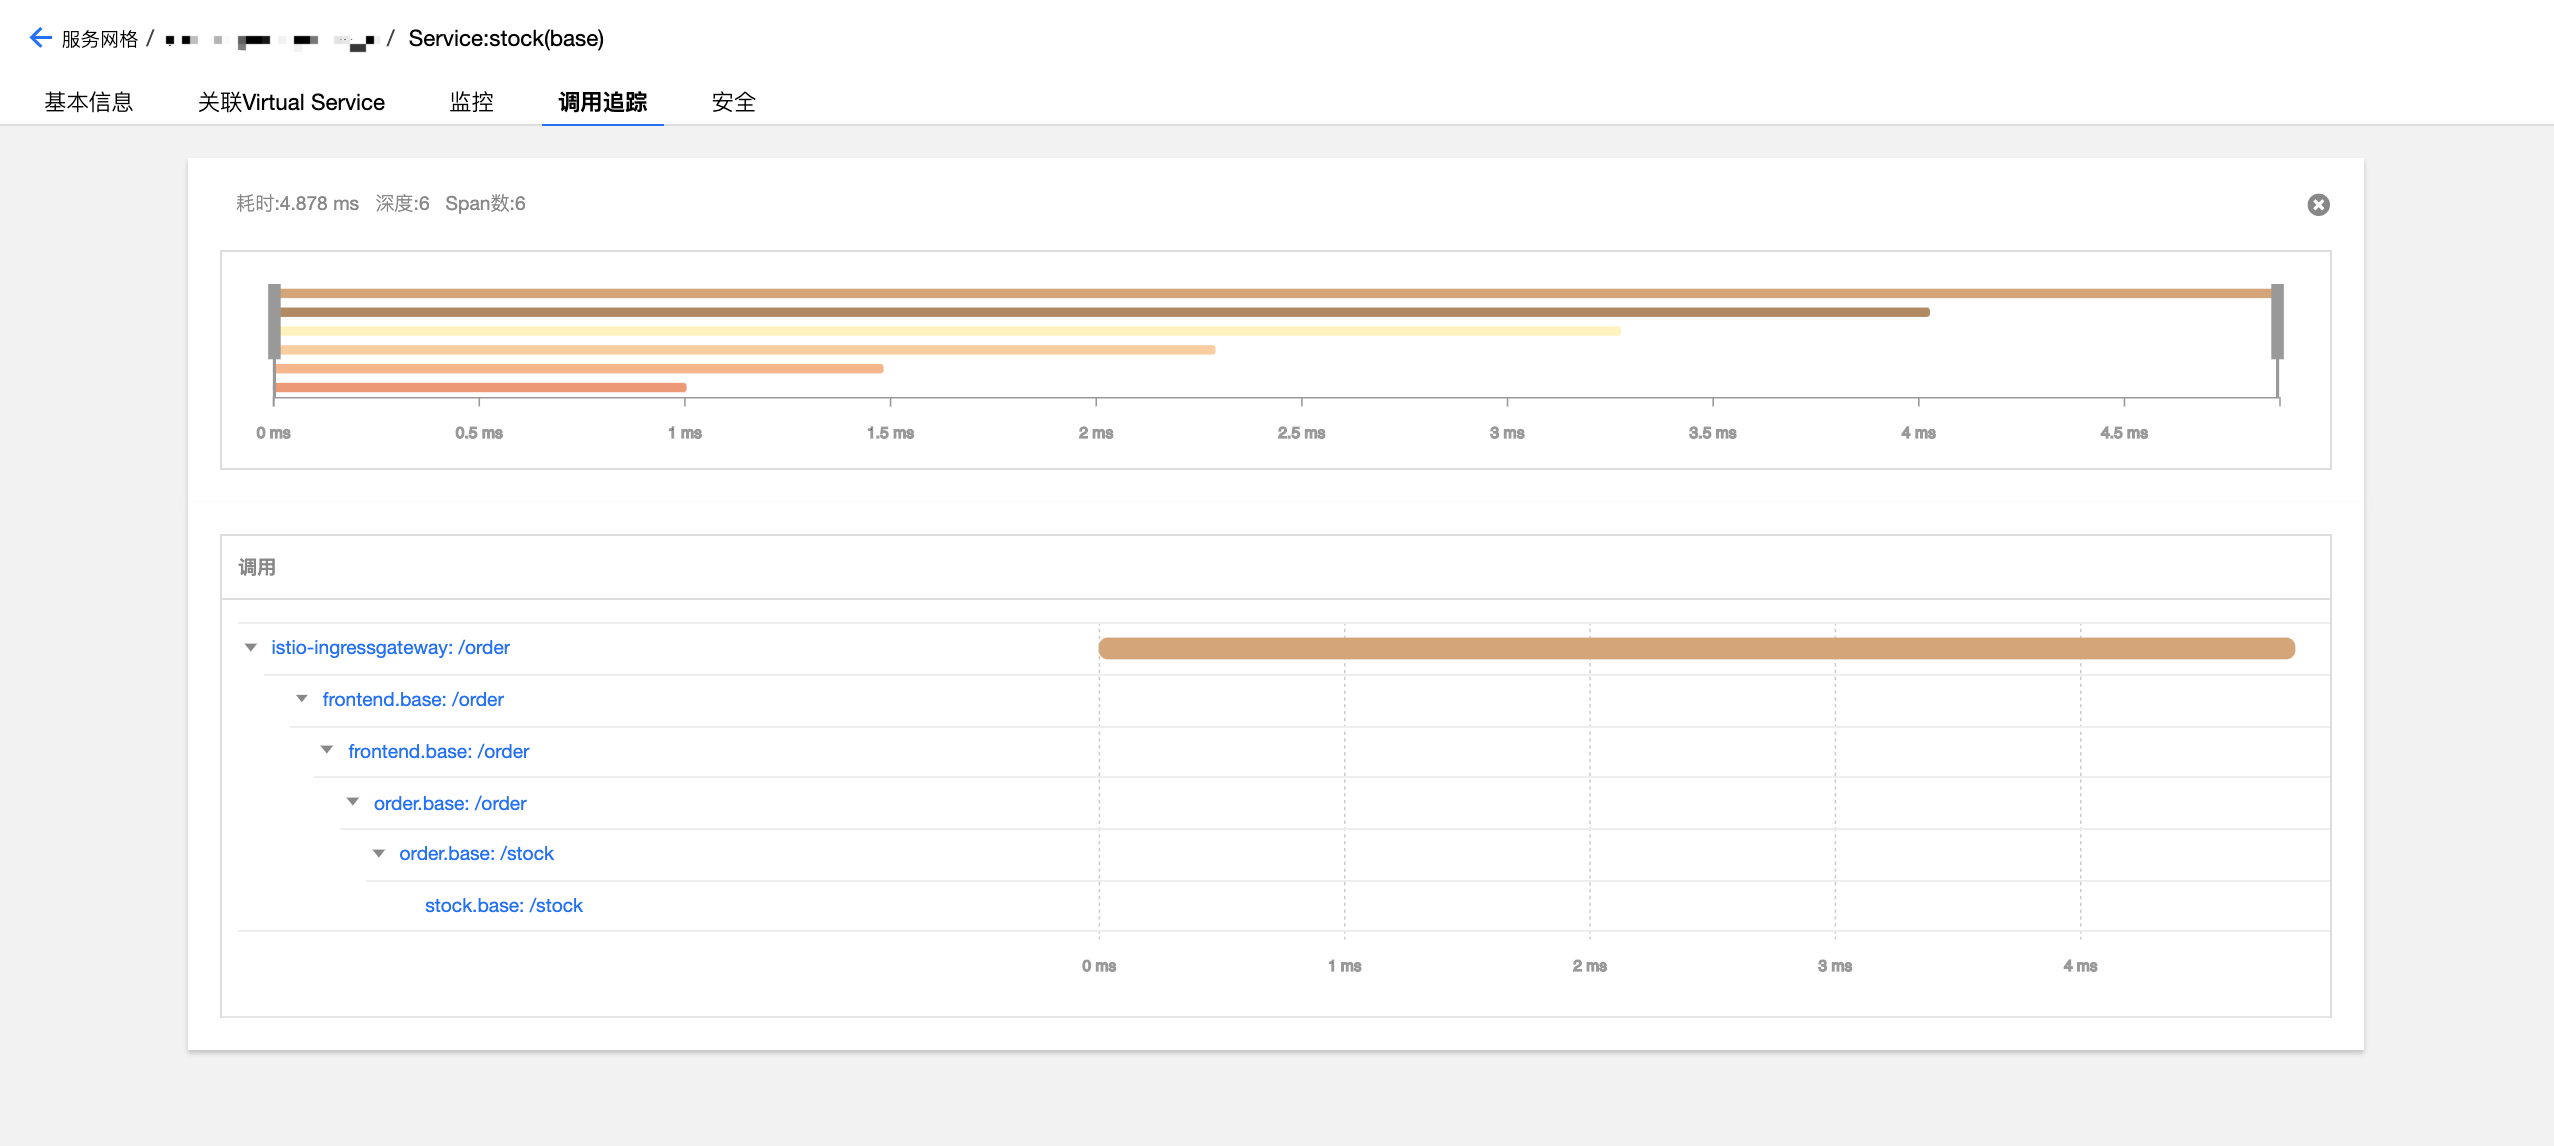 服务网格 / / Service:stock(base)
基本信息 关联Virtual Service 监控 调用追踪 安全
耗时:4.878 ms 深度:6 Span数:6
0 ms 0.5 ms 1 ms 1.5 ms 2 ms 2.5 ms 3 ms 3.5 ms 4 ms 4.5 ms
调用
istio-ingressgateway: /order
frontend.base: /order
frontend.base: /order
order.base: /order
order.base: /stock
stock.base: /stock
0 ms 1 ms 2 ms 3 ms 4 ms